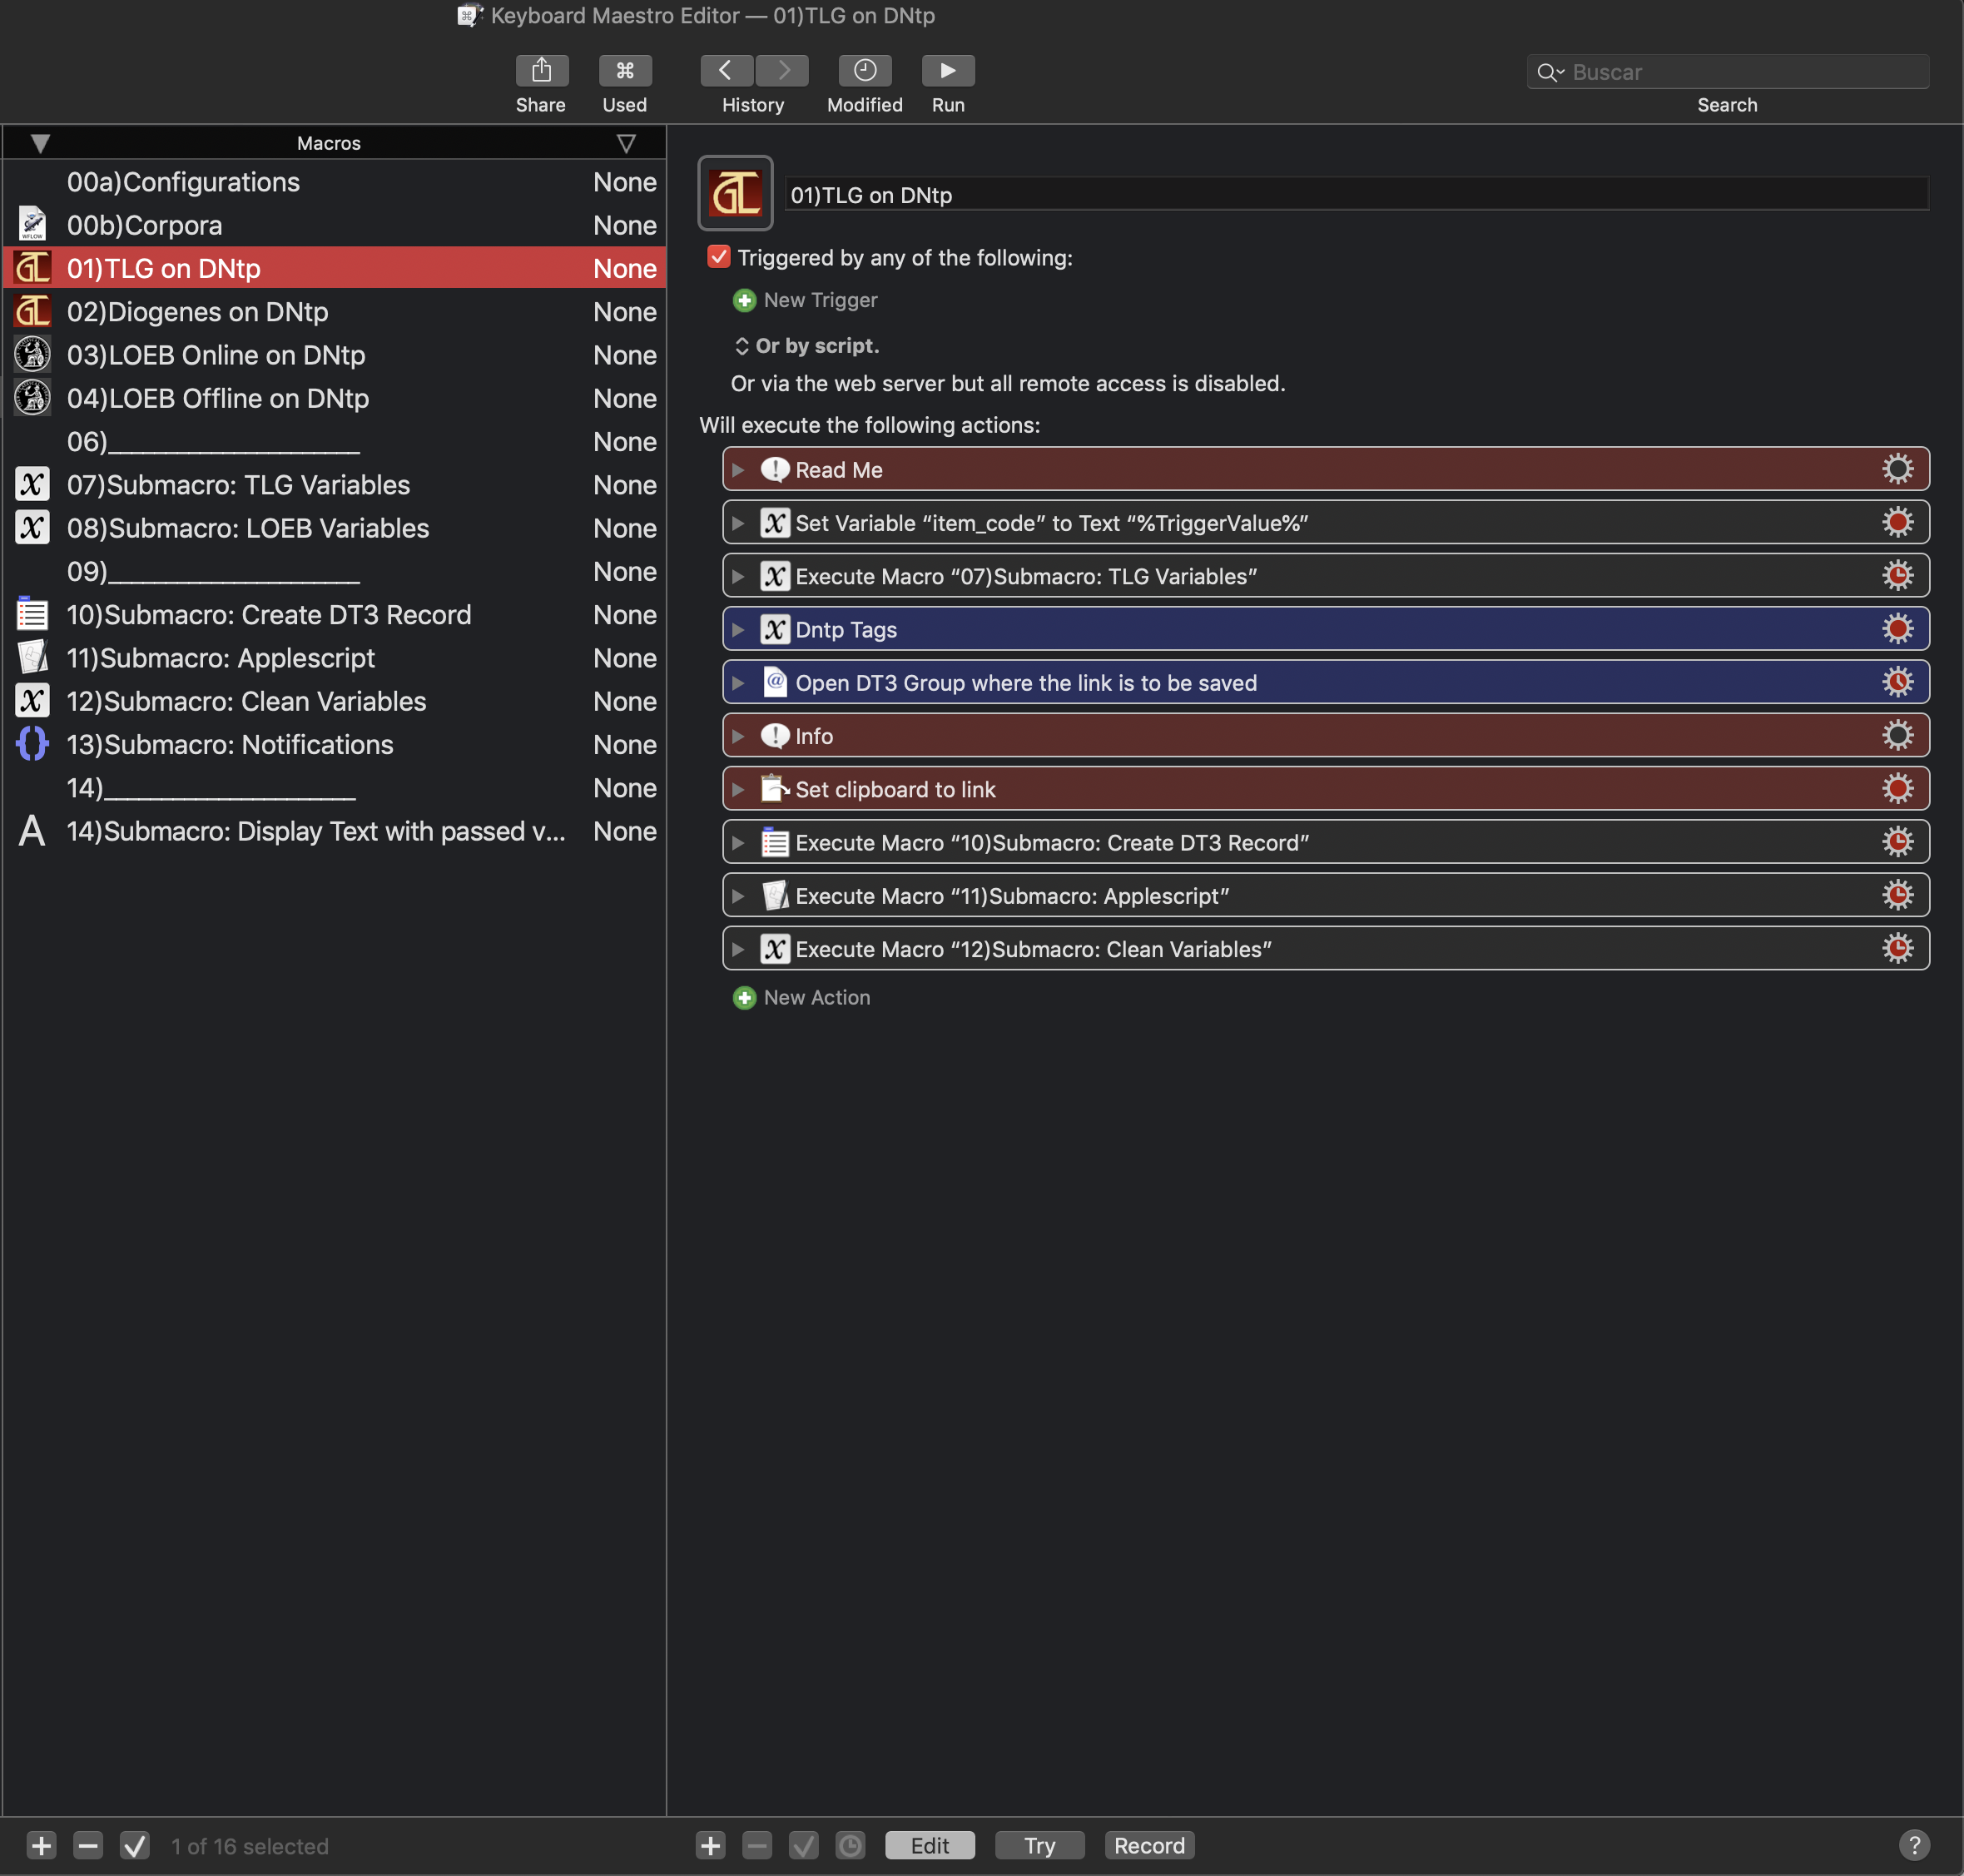 Keyboard Maestro Editor — 01)TLG on DNtp
Share
Used
History
Modified
Run
Buscar
Search
Macros
00a)Configurations None
00b)Corpora None
01)TLG on DNtp None
02)Diogenes on DNtp None
03)LOEB Online on DNtp None
04)LOEB Offline on DNtp None
06)____________________ None
07)Submacro: TLG Variables None
08)Submacro: LOEB Variables None
09)____________________ None
10)Submacro: Create DT3 Record None
11)Submacro: Applescript None
12)Submacro: Clean Variables None
13)Submacro: Notifications None
14)____________________ None
14)Submacro: Display Text with passed v... None
1 of 16 selected
01)TLG on DNtp
Triggered by any of the following:
New Trigger
Or by script.
Or via the web server but all remote access is disabled.
Will execute the following actions:
Read Me
Set Variable “item_code” to Text “%TriggerValue%”
Execute Macro “07)Submacro: TLG Variables”
Dntp Tags
Open DT3 Group where the link is to be saved
Info
Set clipboard to link
Execute Macro “10)Submacro: Create DT3 Record”
Execute Macro “11)Submacro: Applescript”
Execute Macro “12)Submacro: Clean Variables”
New Action
Edit
Try
Record
?